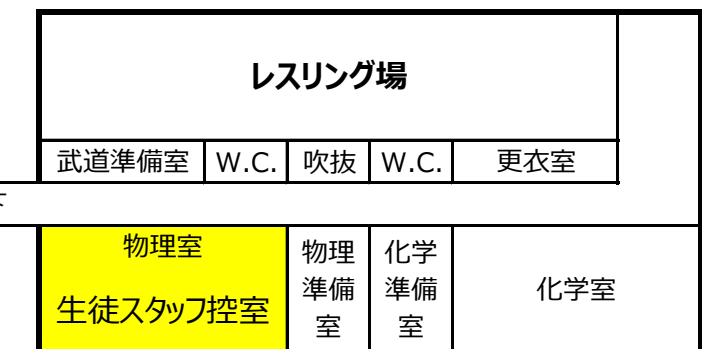 レスリング場
武道準備室 W.C. 吹抜 W.C. 更衣室
物理室
生徒スタッフ控室
物理
準備
室
化学
準備
室
化学室